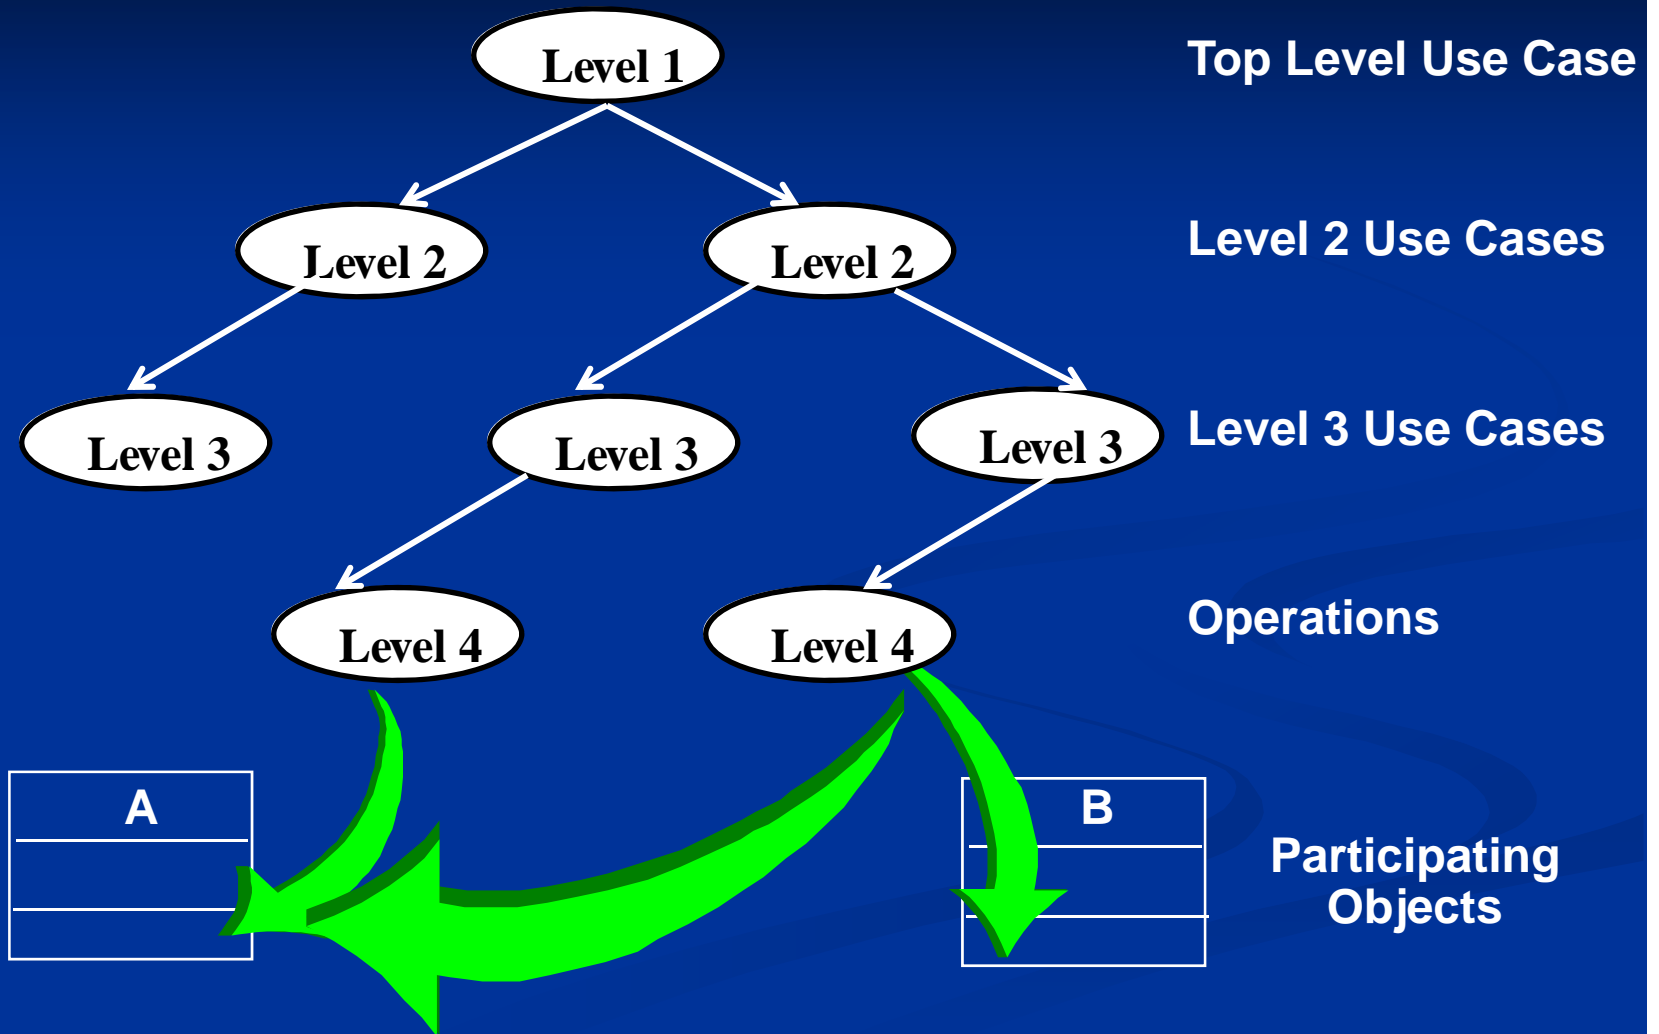 Level 1
Top Level Use Case
Level 2
Level 2
Level 2 Use Cases
Level 3
Level 3
Level 3
Level 3 Use Cases
Level 4
Level 4
Operations
A
B
Participating
Objects